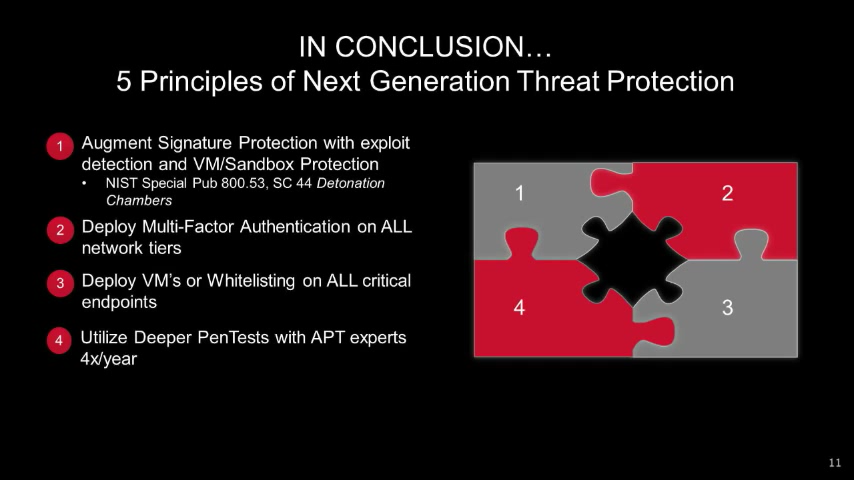 IN CONCLUSION…
5 Principles of Next Generation Threat Protection
1 Augment Signature Protection with exploit
detection and VM/Sandbox Protection
• NIST Special Pub 800.53, SC 44 Detonation
Chambers
2 Deploy Multi-Factor Authentication on ALL
network tiers
3 Deploy VM's or Whitelisting on ALL critical
endpoints
4 Utilize Deeper PenTests with APT experts
4x/year
1 2
4 3
11